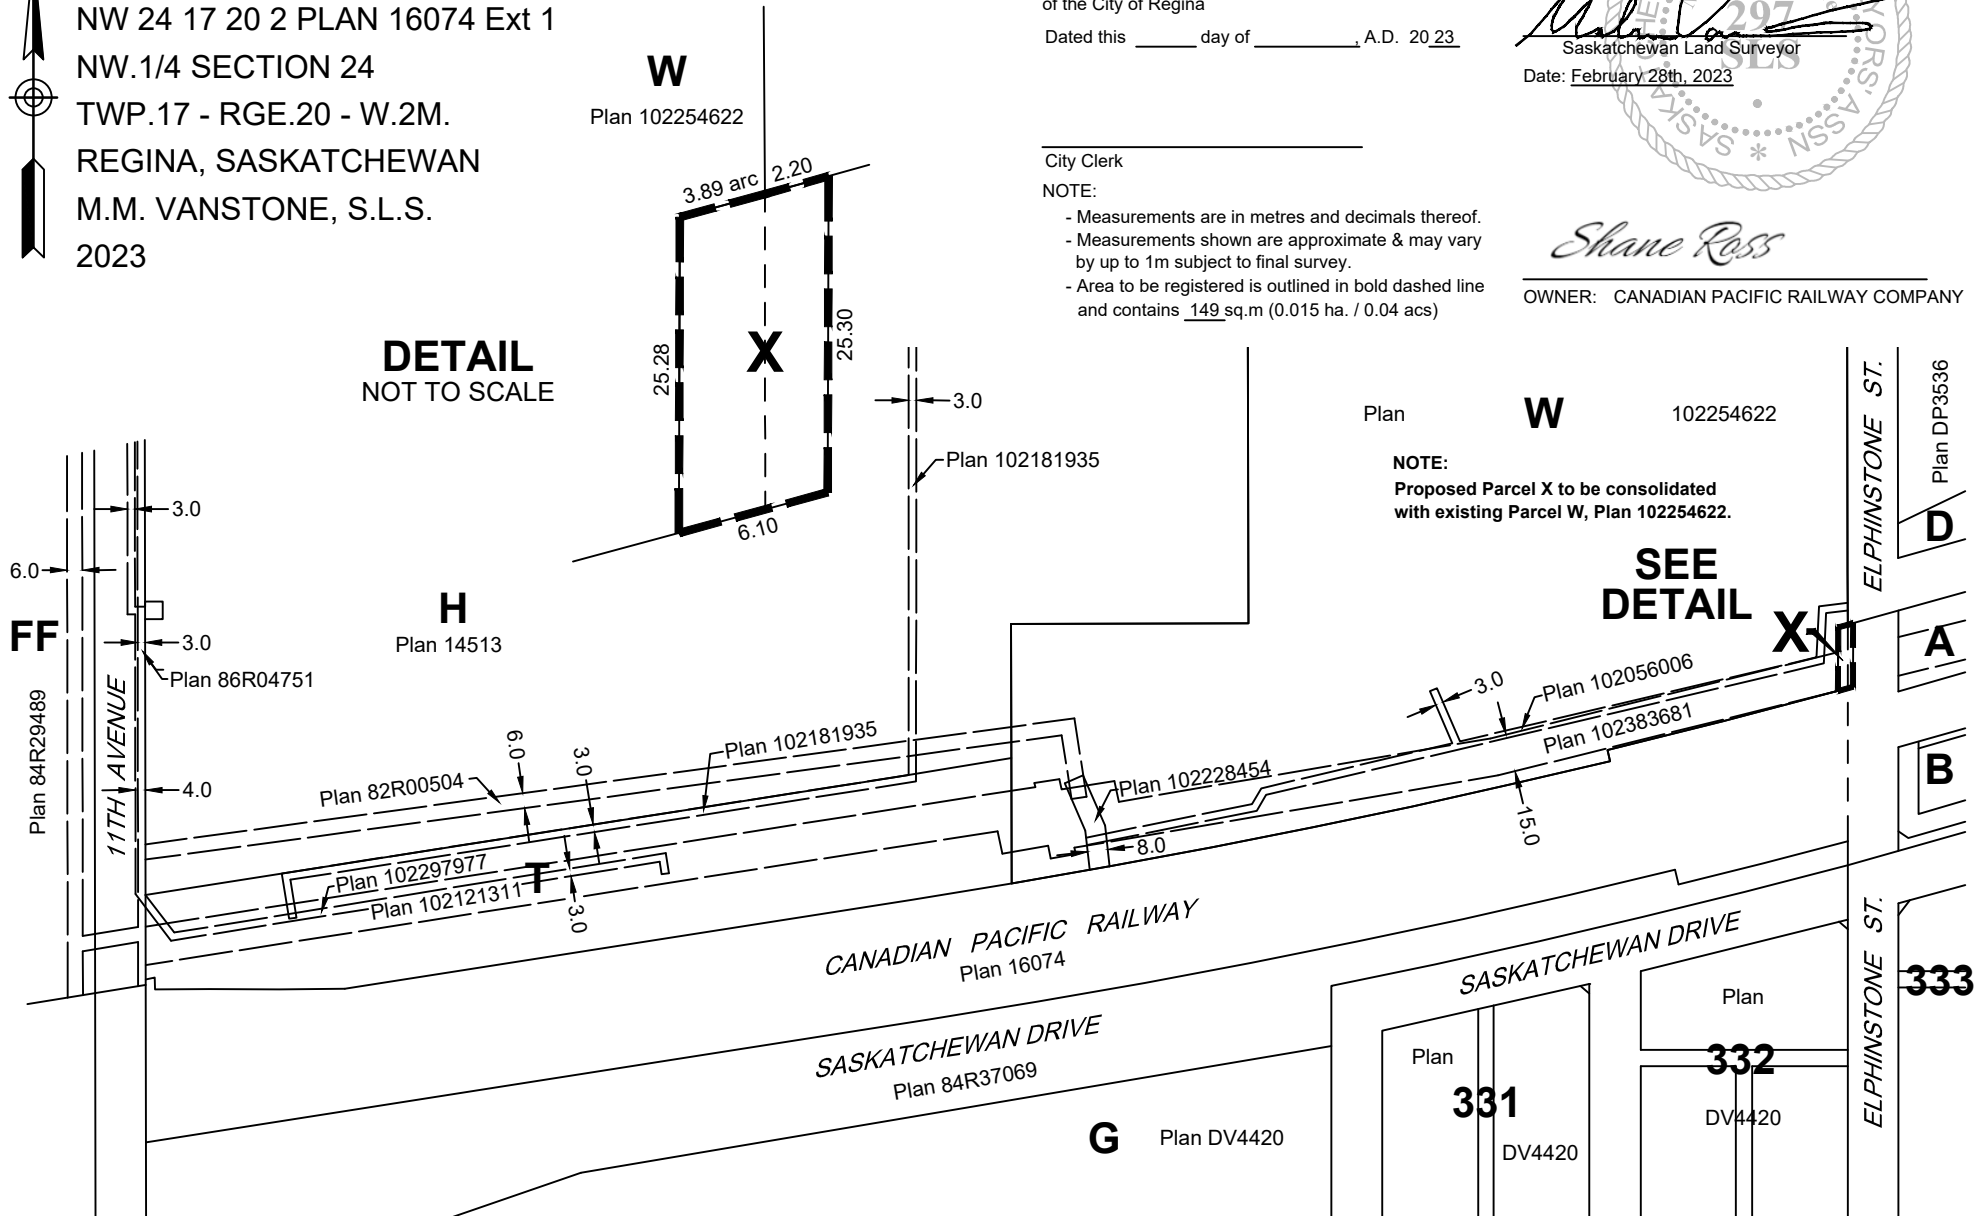 NW 24 17 20 2 PLAN 16074 Ext 1
NW.1/4 SECTION 24
TWP.17 - RGE.20 - W.2M.
REGINA, SASKATCHEWAN
M.M. VANSTONE, S.L.S.
2023
of the City of Regina
Dated this ______ day of __________, A.D. 20 23
City Clerk
NOTE:
- Measurements are in metres and decimals thereof.
- Measurements shown are approximate & may vary
by up to 1m subject to final survey.
- Area to be registered is outlined in bold dashed line
and contains 149 sq.m (0.015 ha. / 0.04 acs)
297
SLS
Saskatchewan Land Surveyor
Date: February 28th, 2023
Shane Ross
OWNER: CANADIAN PACIFIC RAILWAY COMPANY
W
Plan 102254622
3.89 arc
2.20
25.28
X
25.30
6.10
DETAIL
NOT TO SCALE
3.0
Plan 102181935
Plan W 102254622
NOTE:
Proposed Parcel X to be consolidated
with existing Parcel W, Plan 102254622.
SEE
DETAIL
X
ELPHINSTONE ST.
Plan DP3536
D
A
B
3.0
6.0
FF
3.0
Plan 86R04751
H
Plan 14513
Plan 84R29489
11TH AVENUE
4.0
Plan 82R00504
6.0
3.0
Plan 102181935
Plan 102297977
Plan 102121311
T
3.0
Plan 102228454
8.0
3.0
Plan 102056006
Plan 102383681
15.0
CANADIAN PACIFIC RAILWAY
Plan 16074
SASKATCHEWAN DRIVE
Plan 84R37069
SASKATCHEWAN DRIVE
G Plan DV4420
Plan
331
DV4420
Plan
332
DV4420
ELPHINSTONE ST.
333